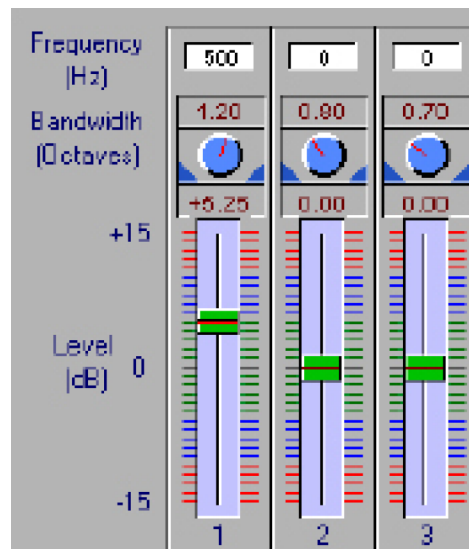 Frequency (Hz)
500 0 0
Bandwidth (Octaves)
1.20 0.80 0.70
+5.25 0.00 0.00
+15
Level (dB)
0
-15
1 2 3